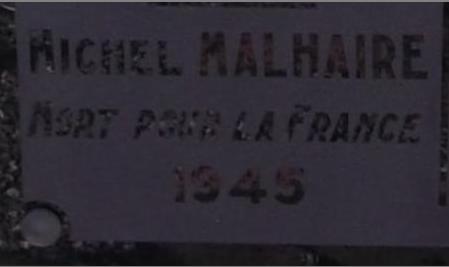 MICHEL MALHAIRE
MORT POUR LA FRANCE
1945